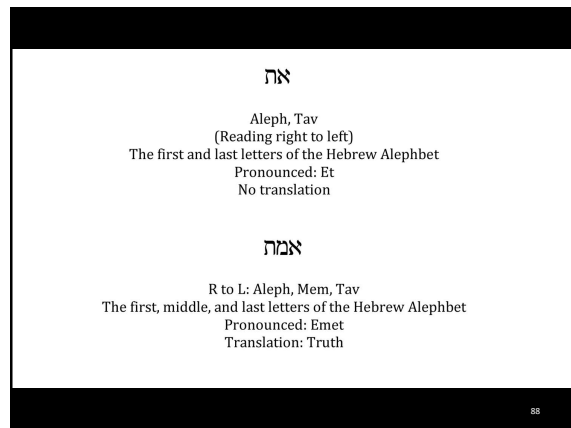 את
Aleph, Tav
(Reading right to left)
The first and last letters of the Hebrew Alephbet
Pronounced: Et
No translation
אמת
R to L: Aleph, Mem, Tav
The first, middle, and last letters of the Hebrew Alephbet
Pronounced: Emet
Translation: Truth
88